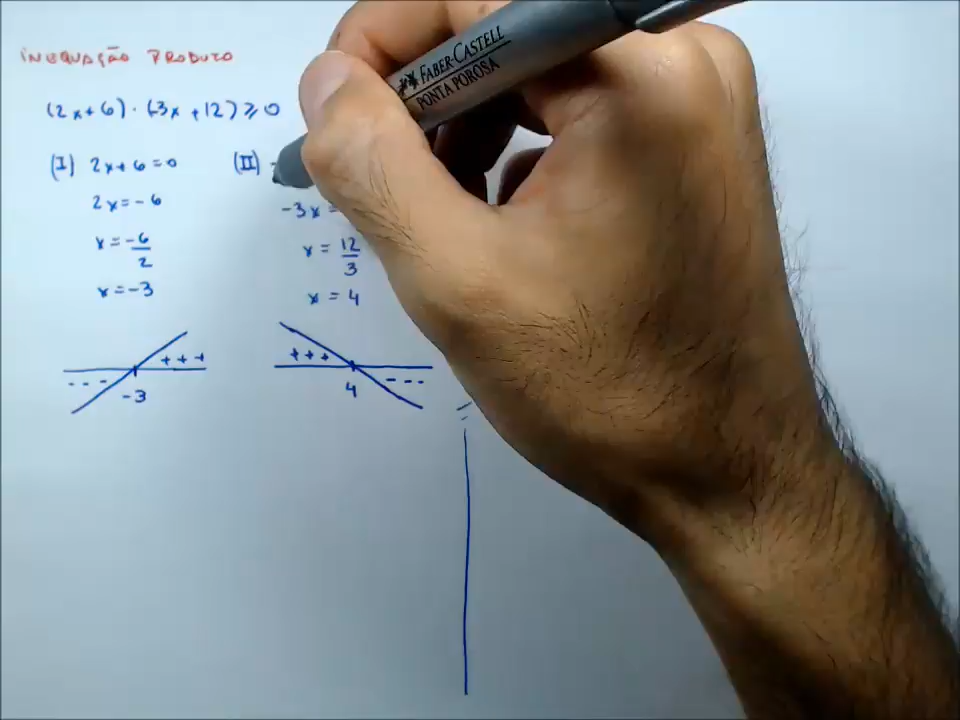 INEQUAÇÃO PRODUTO
(2x+6) · (3x +12) ≥ 0
(I) 2x+6=0
2x=-6
x=-6/2
x=-3
- - - + + +
-3
(II) -
-3x =
x = 12/3
x = 4
+ + + - - -
4
FABER-CASTELL
PONTA POROSA